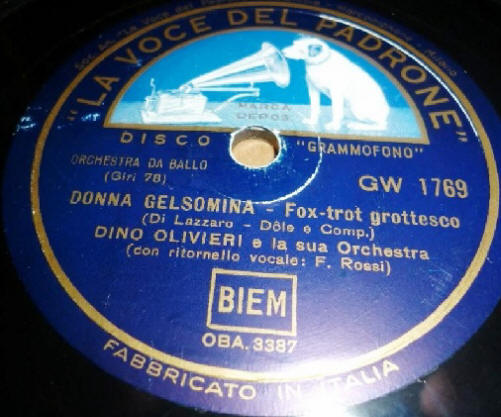 "LA VOCE DEL PADRONE"
MARCA
DEPOS.
DISCO "GRAMMOFONO"
ORCHESTRA DA BALLO
(Giri 78)
GW 1769
DONNA GELSOMINA - Fox-trot grottesco
(Di Lazzaro - Dôle e Comp.)
DINO OLIVIERI e la sua Orchestra
(con ritornello vocale: F. Rossi)
BIEM
OBA. 3387
FABBRICATO IN ITALIA